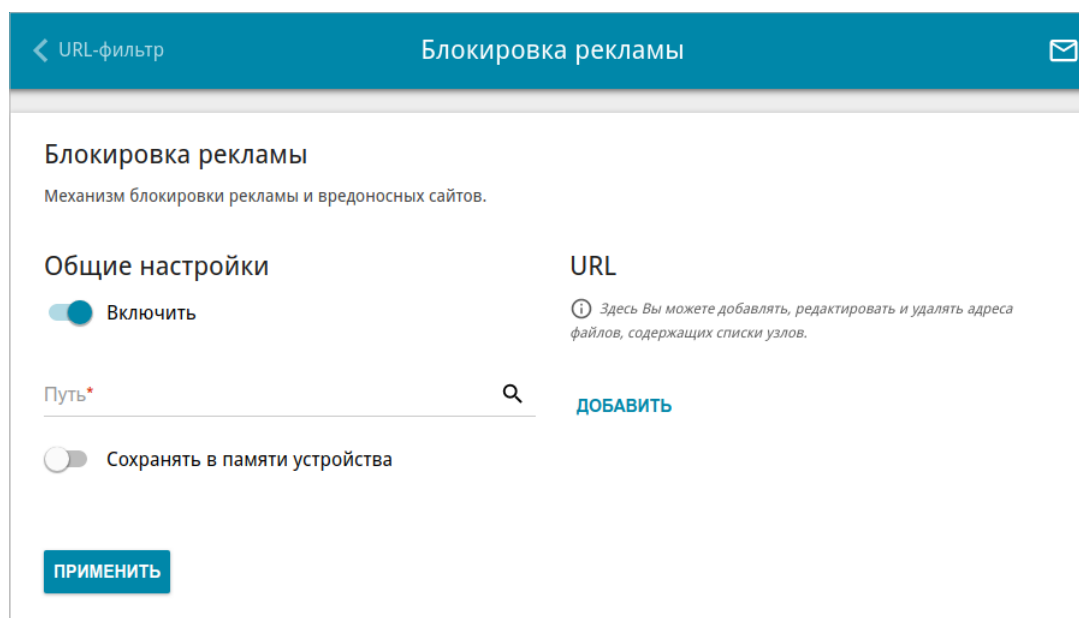 URL-фильтр
Блокировка рекламы
Блокировка рекламы
Механизм блокировки рекламы и вредоносных сайтов.
Общие настройки
Включить
Путь*
Сохранять в памяти устройства
ПРИМЕНИТЬ
URL
Здесь Вы можете добавлять, редактировать и удалять адреса
файлов, содержащих списки узлов.
ДОБАВИТЬ